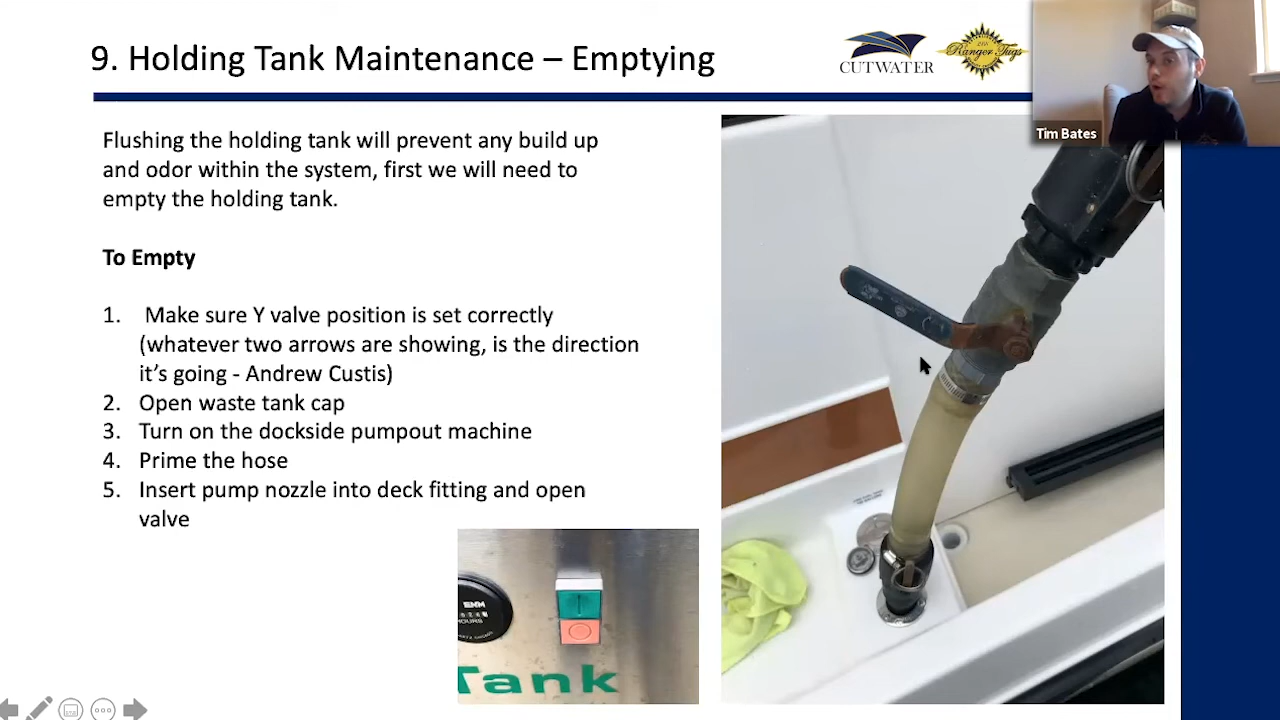 9. Holding Tank Maintenance – Emptying
CUTWATER
Ranger Tugs
Tim Bates
Flushing the holding tank will prevent any build up
and odor within the system, first we will need to
empty the holding tank.
To Empty
1. Make sure Y valve position is set correctly
(whatever two arrows are showing, is the direction
it’s going - Andrew Custis)
2. Open waste tank cap
3. Turn on the dockside pumpout machine
4. Prime the hose
5. Insert pump nozzle into deck fitting and open
valve
ENM
HOURS
Tank